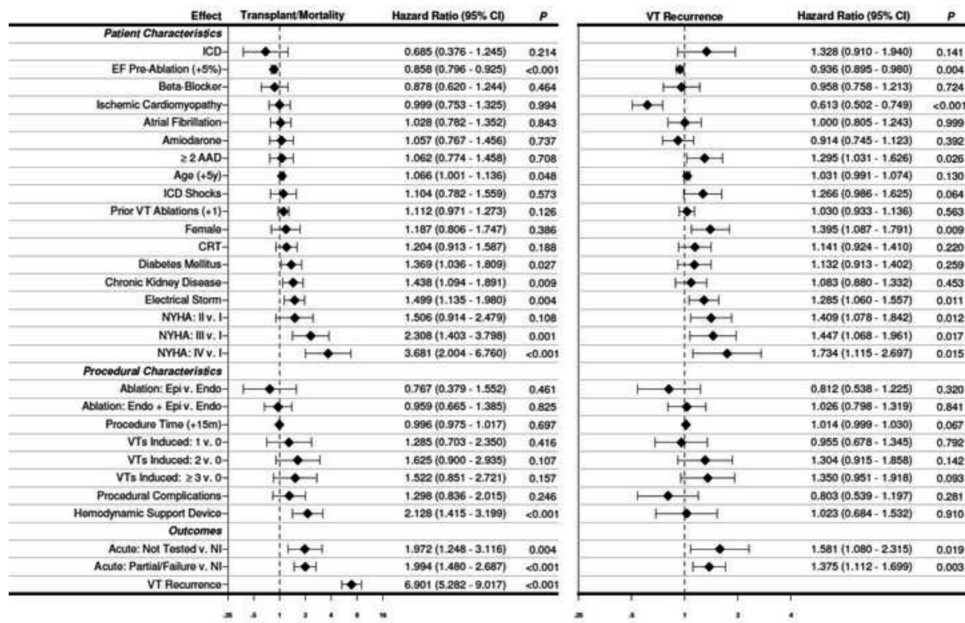 Effect Transplant/Mortality Hazard Ratio (95% CI) P VT Recurrence Hazard Ratio (95% CI) P
Patient Characteristics
ICD 0.685 (0.376 - 1.245) 0.214 1.328 (0.910 - 1.940) 0.141
EF Pre-Ablation (+5%) 0.858 (0.796 - 0.925) <0.001 0.936 (0.895 - 0.980) 0.004
Beta-Blocker 0.878 (0.620 - 1.244) 0.464 0.958 (0.758 - 1.213) 0.724
Ischemic Cardiomyopathy 0.999 (0.753 - 1.325) 0.994 0.613 (0.502 - 0.749) <0.001
Atrial Fibrillation 1.028 (0.782 - 1.352) 0.843 1.000 (0.805 - 1.243) 0.999
Amiodarone 1.057 (0.767 - 1.456) 0.737 0.914 (0.745 - 1.123) 0.392
≥ 2 AAD 1.062 (0.774 - 1.458) 0.708 1.295 (1.031 - 1.626) 0.026
Age (+5y) 1.066 (1.001 - 1.136) 0.048 1.031 (0.991 - 1.074) 0.130
ICD Shocks 1.104 (0.782 - 1.559) 0.573 1.266 (0.986 - 1.625) 0.064
Prior VT Ablations (+1) 1.112 (0.971 - 1.273) 0.126 1.030 (0.933 - 1.136) 0.563
Female 1.187 (0.806 - 1.747) 0.386 1.395 (1.087 - 1.791) 0.009
CRT 1.204 (0.913 - 1.587) 0.188 1.141 (0.924 - 1.410) 0.220
Diabetes Mellitus 1.369 (1.036 - 1.809) 0.027 1.132 (0.913 - 1.402) 0.259
Chronic Kidney Disease 1.438 (1.094 - 1.891) 0.009 1.083 (0.880 - 1.332) 0.453
Electrical Storm 1.499 (1.135 - 1.980) 0.004 1.285 (1.060 - 1.557) 0.011
NYHA: II v. I 1.506 (0.914 - 2.479) 0.108 1.409 (1.078 - 1.842) 0.012
NYHA: III v. I 2.308 (1.403 - 3.798) 0.001 1.447 (1.068 - 1.961) 0.017
NYHA: IV v. I 3.681 (2.004 - 6.760) <0.001 1.734 (1.115 - 2.697) 0.015
Procedural Characteristics
Ablation: Epi v. Endo 0.767 (0.379 - 1.552) 0.461 0.812 (0.538 - 1.225) 0.320
Ablation: Endo + Epi v. Endo 0.959 (0.665 - 1.385) 0.825 1.026 (0.798 - 1.319) 0.841
Procedure Time (+15m) 0.996 (0.975 - 1.017) 0.697 1.014 (0.999 - 1.030) 0.067
VTs Induced: 1 v. 0 1.285 (0.703 - 2.350) 0.416 0.955 (0.678 - 1.345) 0.792
VTs Induced: 2 v. 0 1.625 (0.900 - 2.935) 0.107 1.304 (0.915 - 1.858) 0.142
VTs Induced: ≥ 3 v. 0 1.522 (0.851 - 2.721) 0.157 1.350 (0.951 - 1.918) 0.093
Procedural Complications 1.298 (0.836 - 2.015) 0.246 0.803 (0.539 - 1.197) 0.281
Hemodynamic Support Device 2.128 (1.415 - 3.199) <0.001 1.023 (0.684 - 1.532) 0.910
Outcomes
Acute: Not Tested v. NI 1.972 (1.248 - 3.116) 0.004 1.581 (1.080 - 2.315) 0.019
Acute: Partial/Failure v. NI 1.994 (1.480 - 2.687) <0.001 1.375 (1.112 - 1.699) 0.003
VT Recurrence 6.901 (5.282 - 9.017) <0.001
.25 1 4 16 .25 .5 1 2 4